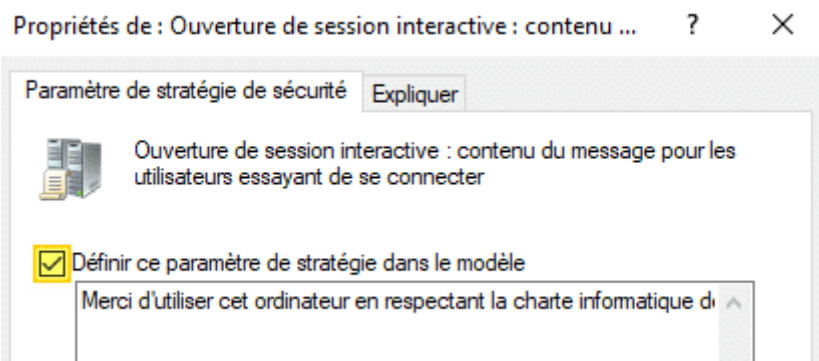 Propriétés de : Ouverture de session interactive : contenu ... ? ×
Paramètre de stratégie de sécurité Expliquer
Ouverture de session interactive : contenu du message pour les
utilisateurs essayant de se connecter
Définir ce paramètre de stratégie dans le modèle
Merci d'utiliser cet ordinateur en respectant la charte informatique